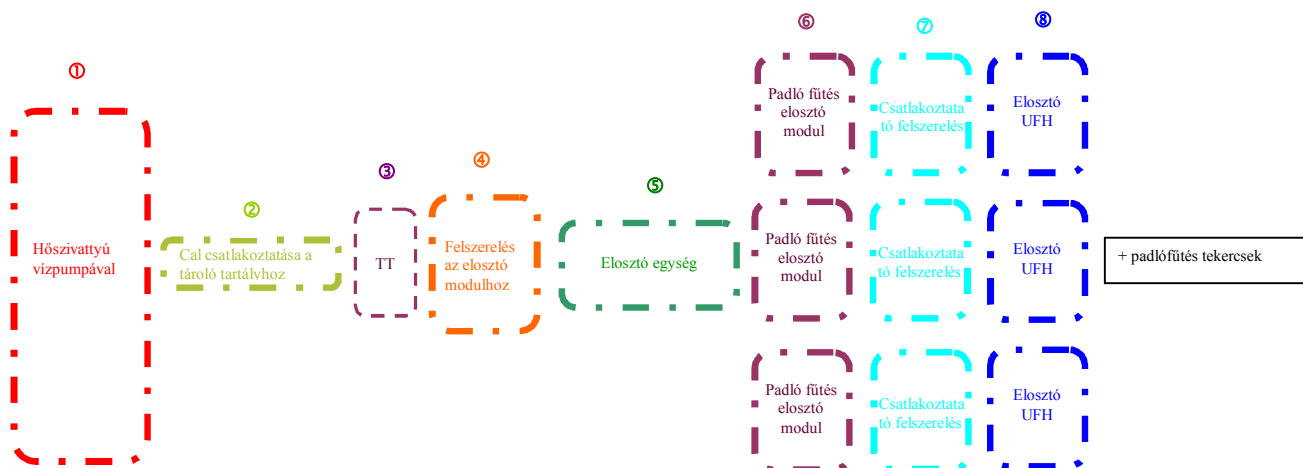 ①
Hőszivattyú
vízpumpával
②
Cal csatlakoztatása a
tároló tartályhoz
③
TT
④
Felszerelés
az elosztó
modulhoz
⑤
Elosztó egység
⑥
Padló fűtés
elosztó
modul
Padló fűtés
elosztó
modul
Padló fűtés
elosztó
modul
⑦
Csatlakoztata
tó felszerelés
Csatlakoztata
tó felszerelés
Csatlakoztata
tó felszerelés
⑧
Elosztó
UFH
Elosztó
UFH
Elosztó
UFH
+ padlófűtés tekercsek